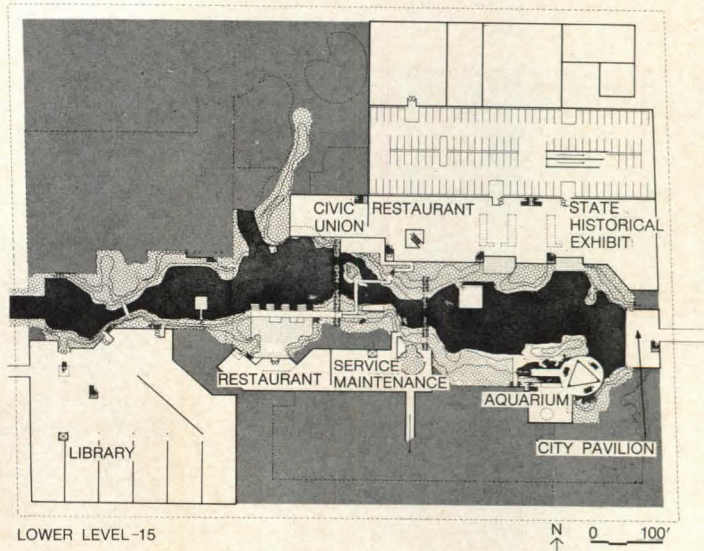 CIVIC
UNION
RESTAURANT
STATE
HISTORICAL
EXHIBIT
RESTAURANT
SERVICE
MAINTENANCE
AQUARIUM
LIBRARY
CITY PAVILION
LOWER LEVEL-15
N
0 100'